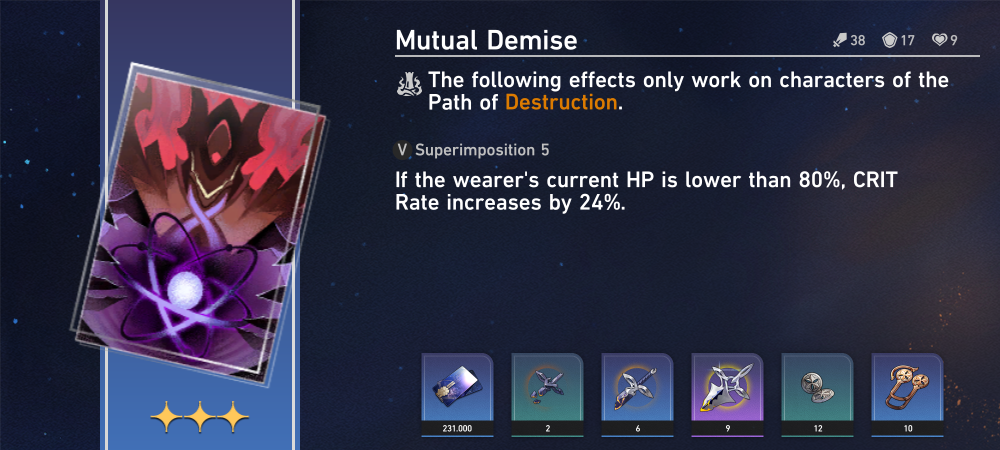 Mutual Demise
38 17 9
The following effects only work on characters of the
Path of Destruction.
V Superimposition 5
If the wearer's current HP is lower than 80%, CRIT
Rate increases by 24%.
231.000 2 6 9 12 10